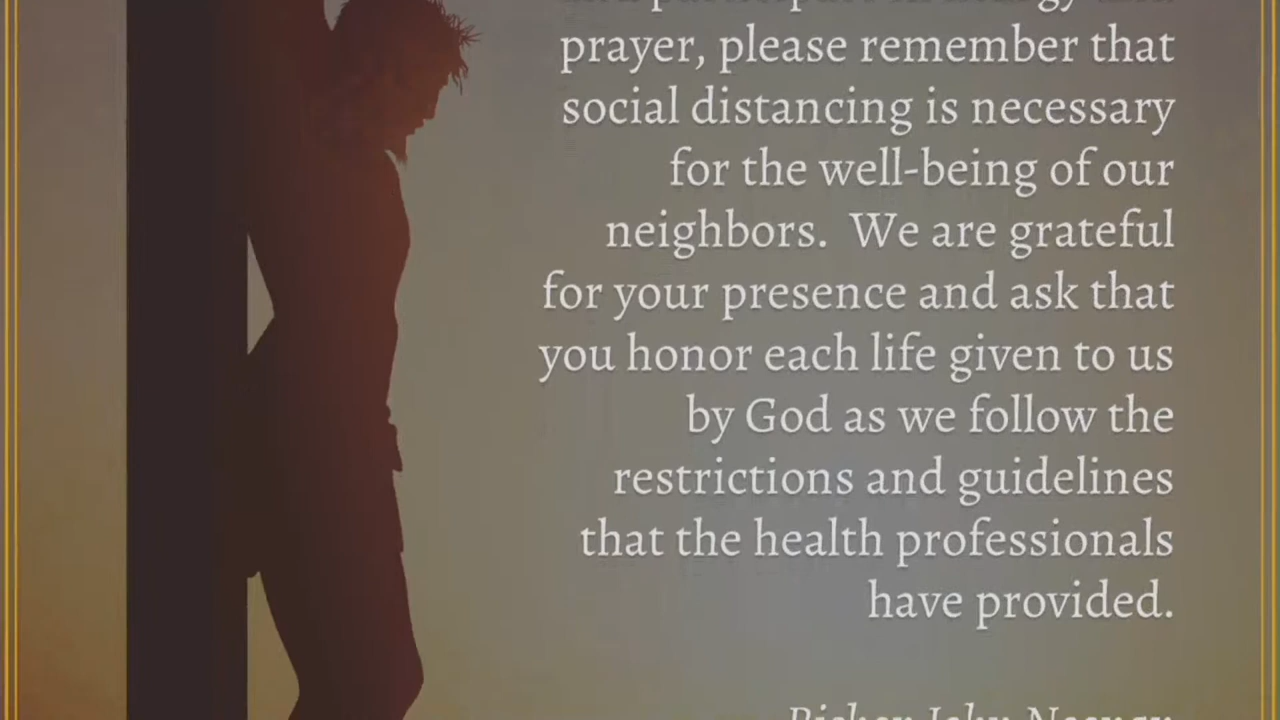 prayer, please remember that
social distancing is necessary
for the well-being of our
neighbors.  We are grateful
for your presence and ask that
you honor each life given to us
by God as we follow the
restrictions and guidelines
that the health professionals
have provided.
Bishop John